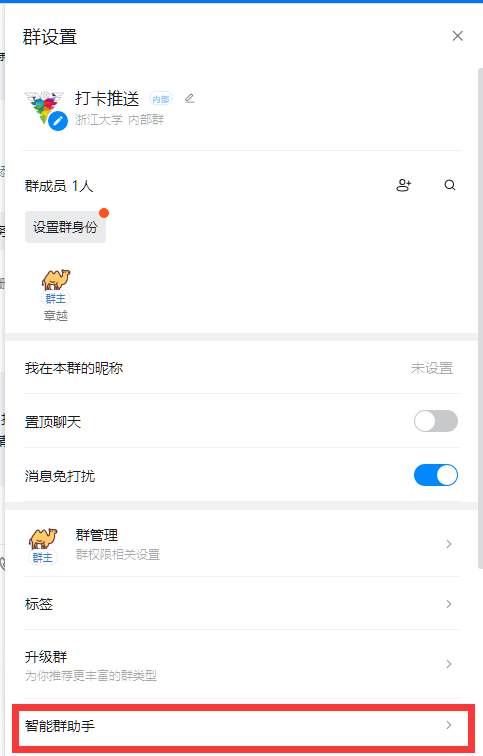 群设置
打卡推送 内部
浙江大学 内部群
群成员 1人
设置群身份
群主
章越
我在本群的昵称 未设置
置顶聊天
消息免打扰
群管理
群主 群权限相关设置
标签
升级群
为你推荐更丰富的群类型
智能群助手